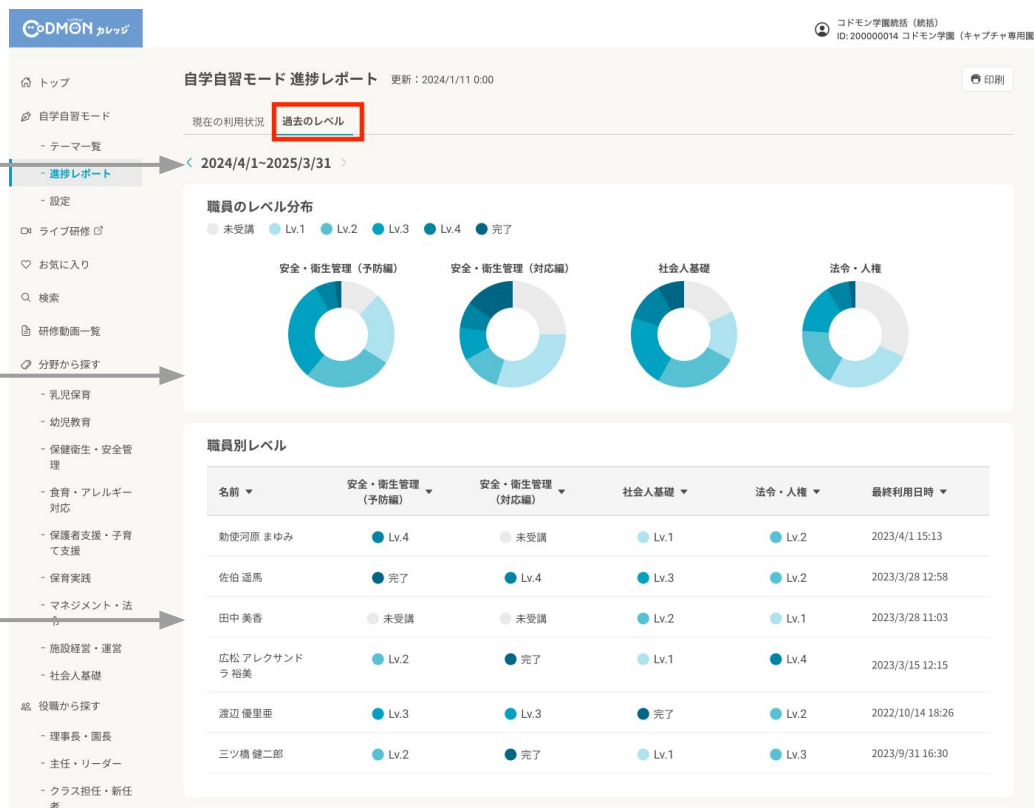 CODMON カレッジ
コドモン学園統括（統括）
ID: 200000014 コドモン学園（キャプチャ専用園
トップ
自学自習モード
- テーマ一覧
- 進捗レポート
- 設定
ライブ研修
お気に入り
検索
研修動画一覧
分野から探す
- 乳児保育
- 幼児教育
- 保健衛生・安全管
理
- 食育・アレルギー
対応
- 保護者支援・子育
て支援
- 保育実践
- マネジメント・法
- 施設経営・運営
- 社会人基礎
役職から探す
- 理事長・園長
- 主任・リーダー
- クラス担任・新任
者
自学自習モード 進捗レポート 更新：2024/1/11 0:00
印刷
現在の利用状況 過去のレベル
< 2024/4/1~2025/3/31 >
職員のレベル分布
未受講 Lv.1 Lv.2 Lv.3 Lv.4 完了
安全・衛生管理（予防編） 安全・衛生管理（対応編） 社会人基礎 法令・人権
職員別レベル
名前 ▼ 安全・衛生管理（予防編） ▼ 安全・衛生管理（対応編） ▼ 社会人基礎 ▼ 法令・人権 ▼ 最終利用日時 ▼
勅使河原 まゆみ Lv.4 未受講 Lv.1 Lv.2 2023/4/1 15:13
佐伯 遥馬 完了 Lv.4 Lv.3 Lv.2 2023/3/28 12:58
田中 美香 未受講 未受講 Lv.2 Lv.1 2023/3/28 11:03
広松 アレクサンド
ラ 裕美 Lv.2 完了 Lv.1 Lv.4 2023/3/15 12:15
渡辺 優里亜 Lv.3 Lv.3 完了 Lv.2 2022/10/14 18:26
三ツ橋 健二郎 Lv.2 完了 Lv.1 Lv.3 2023/9/31 16:30